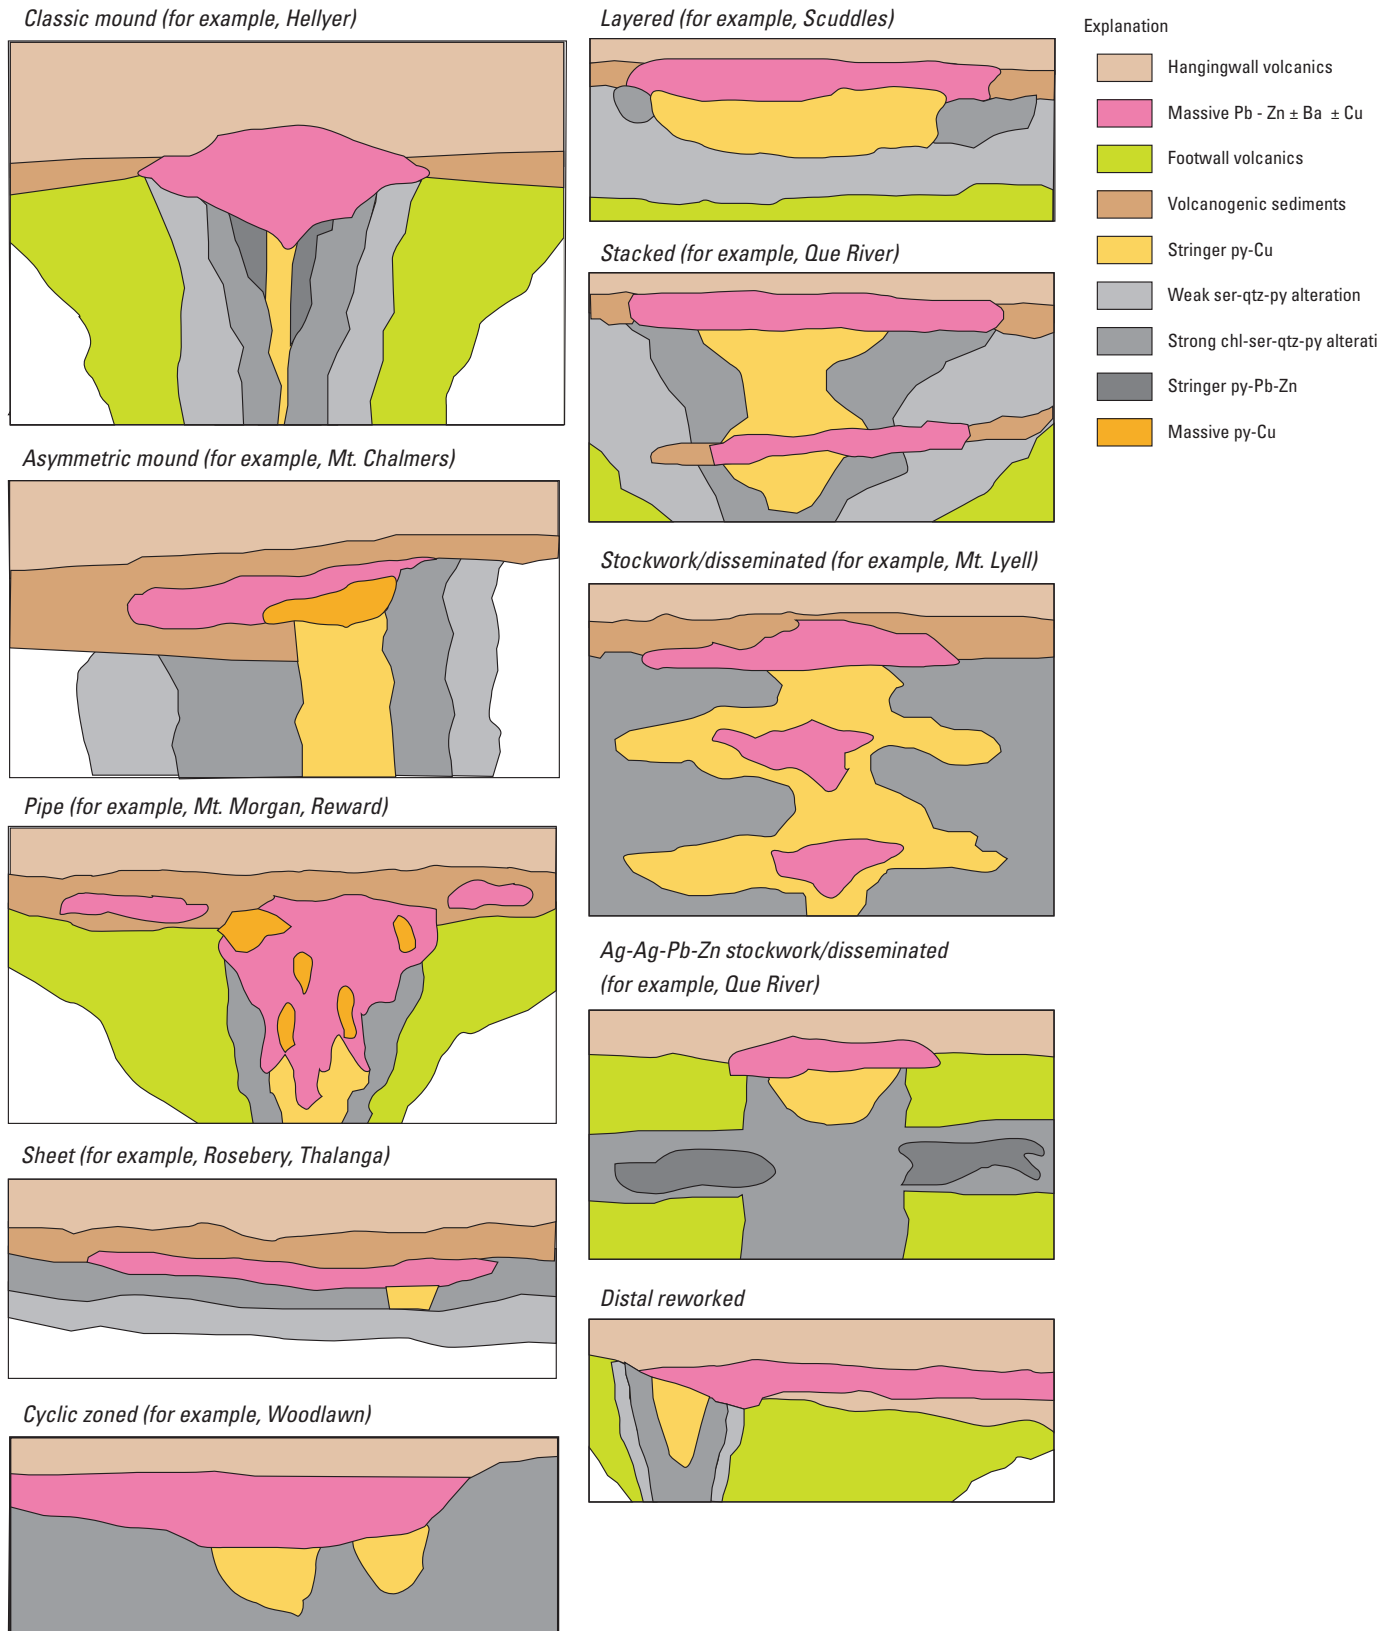 Classic mound (for example, Hellyer)
Asymmetric mound (for example, Mt. Chalmers)
Pipe (for example, Mt. Morgan, Reward)
Sheet (for example, Rosebery, Thalanga)
Cyclic zoned (for example, Woodlawn)
Layered (for example, Scuddles)
Stacked (for example, Que River)
Stockwork/disseminated (for example, Mt. Lyell)
Ag-Ag-Pb-Zn stockwork/disseminated
(for example, Que River)
Distal reworked
Explanation
Hangingwall volcanics
Massive Pb - Zn ± Ba ± Cu
Footwall volcanics
Volcanogenic sediments
Stringer py-Cu
Weak ser-qtz-py alteration
Strong chl-ser-qtz-py alterati
Stringer py-Pb-Zn
Massive py-Cu